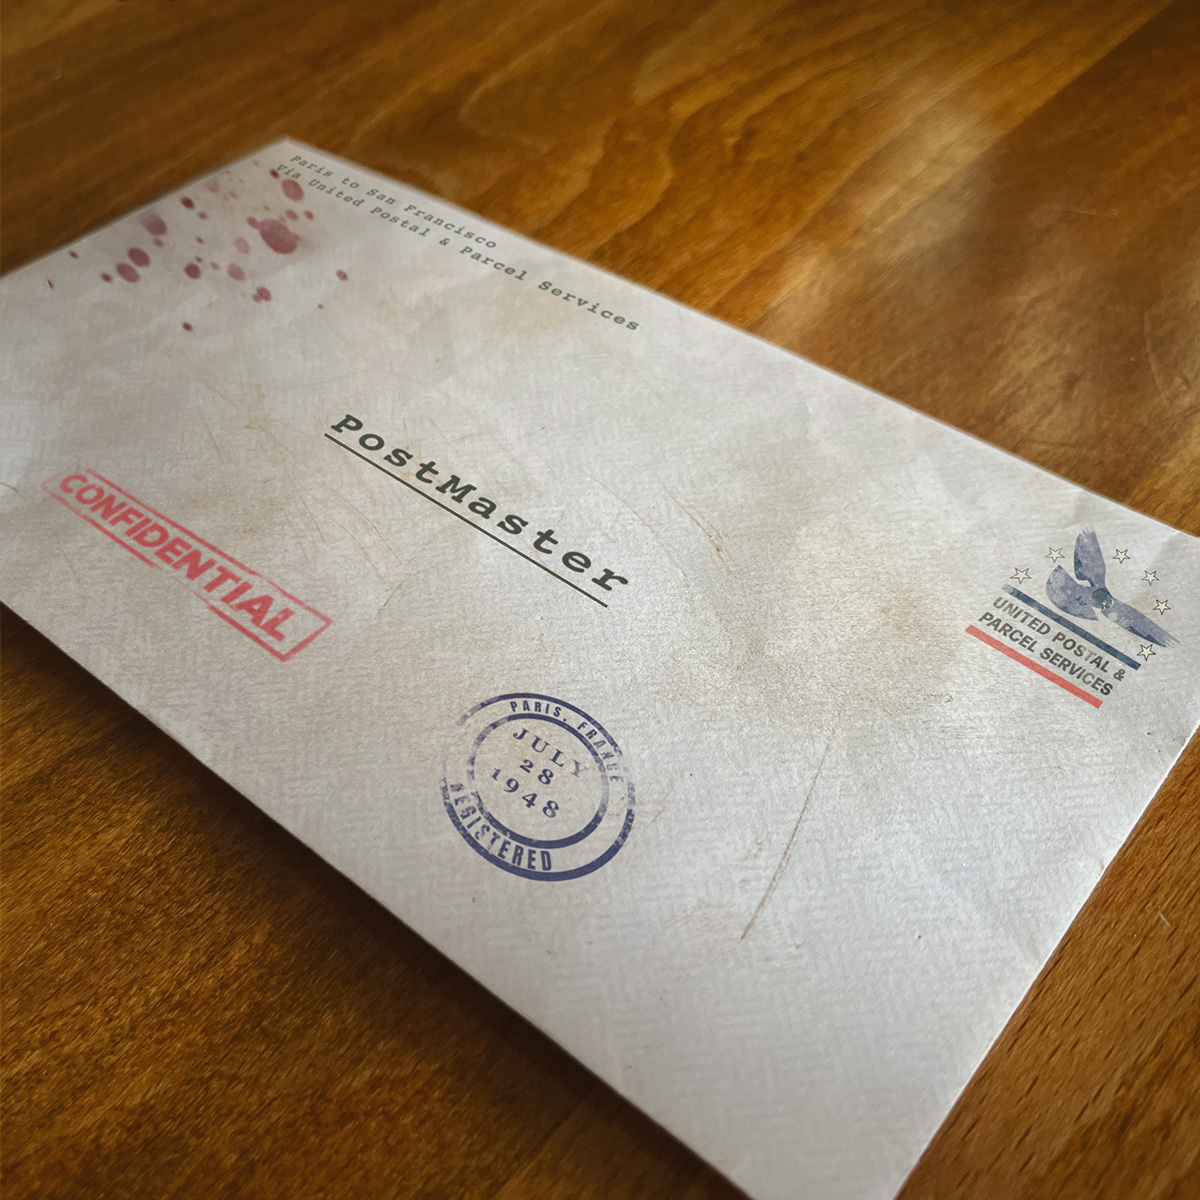 Paris to San Francisco
Via United Postal & Parcel Services
PostMaster
CONFIDENTIAL
UNITED POSTAL &
PARCEL SERVICES
PARIS, FRANCE
JULY
28
1948
REGISTERED